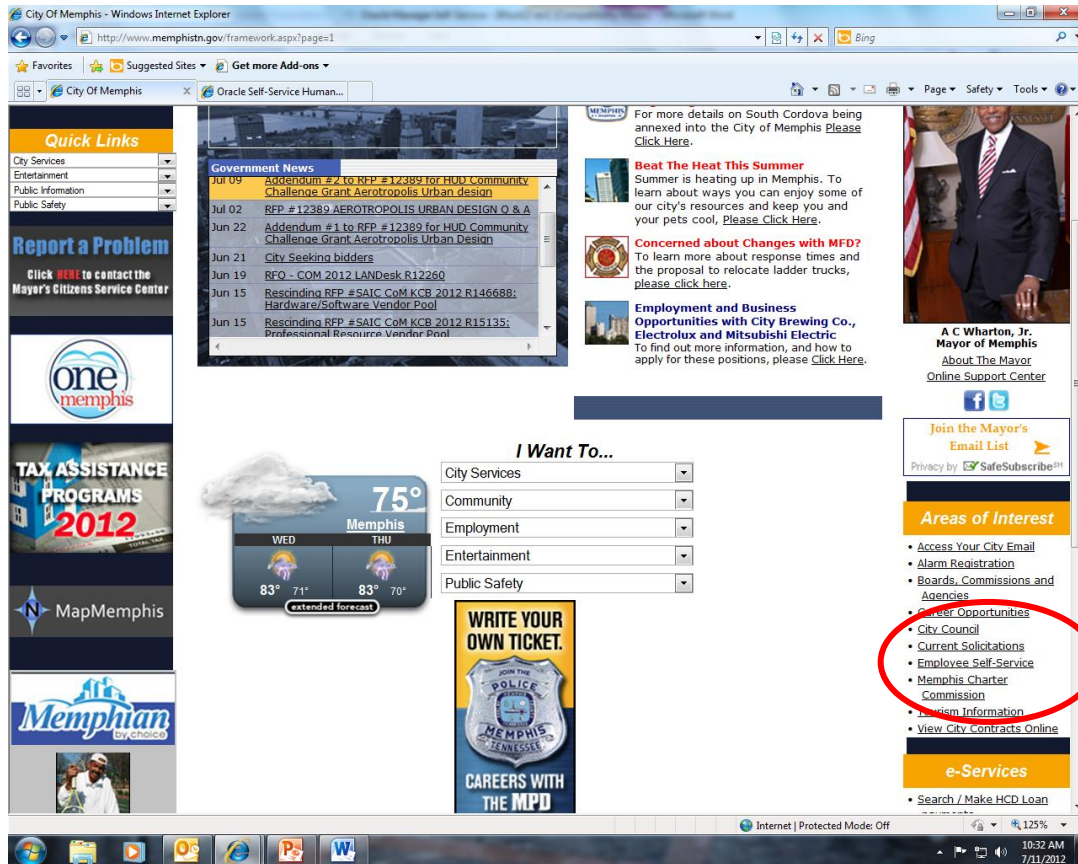 City Of Memphis - Windows Internet Explorer
http://www.memphistn.gov/framework.aspx?page=1
Bing
Favorites
Suggested Sites
Get more Add-ons
City Of Memphis
Oracle Self-Service Human...
Page
Safety
Tools
Quick Links
City Services
Entertainment
Public Information
Public Safety
Report a Problem
Click HERE to contact the
Mayor's Citizens Service Center
one
memphis
TAX ASSISTANCE
PROGRAMS
2012
N
MapMemphis
Memphian
by choice
Government News
Jul 09 Addendum #2 to RFP #12389 for HUD Community
Challenge Grant Aerotropolis Urban design
Jul 02 RFP #12389 AEROTROPOLIS URBAN DESIGN Q & A
Jun 22 Addendum #1 to RFP #12389 for HUD Community
Challenge Grant Aerotropolis Urban Design
Jun 21 City Seeking bidders
Jun 19 RFQ - COM 2012 LANDesk R12260
Jun 15 Rescinding RFP #SAIC CoM KCB 2012 R146688:
Hardware/Software Vendor Pool
Jun 15 Rescinding RFP #SAIC CoM KCB 2012 R15135:
Professional Resource Vendor Pool
MEMPHIS
For more details on South Cordova being
annexed into the City of Memphis Please
Click Here.
Beat The Heat This Summer
Summer is heating up in Memphis. To
learn about ways you can enjoy some of
our city's resources and keep you and
your pets cool, Please Click Here.
Concerned about Changes with MFD?
To learn more about response times and
the proposal to relocate ladder trucks,
please click here.
Employment and Business
Opportunities with City Brewing Co.,
Electrolux and Mitsubishi Electric
To find out more information, and how to
apply for these positions, please Click Here.
I Want To...
City Services
Community
Employment
Entertainment
Public Safety
75°
Memphis
WED THU
83° 71° 83° 70°
extended forecast
WRITE YOUR
OWN TICKET.
JOIN THE
POLICE
MEMPHIS
TENNESSEE
CAREERS WITH
THE MPD
A C Wharton, Jr.
Mayor of Memphis
About The Mayor
Online Support Center
Join the Mayor's
Email List
Privacy by SafeSubscribe℠
Areas of Interest
Access Your City Email
Alarm Registration
Boards, Commissions and
Agencies
Career Opportunities
City Council
Current Solicitations
Employee Self-Service
Memphis Charter
Commission
Tourism Information
View City Contracts Online
e-Services
Search / Make HCD Loan
Internet | Protected Mode: Off
125%
10:32 AM
7/11/2012